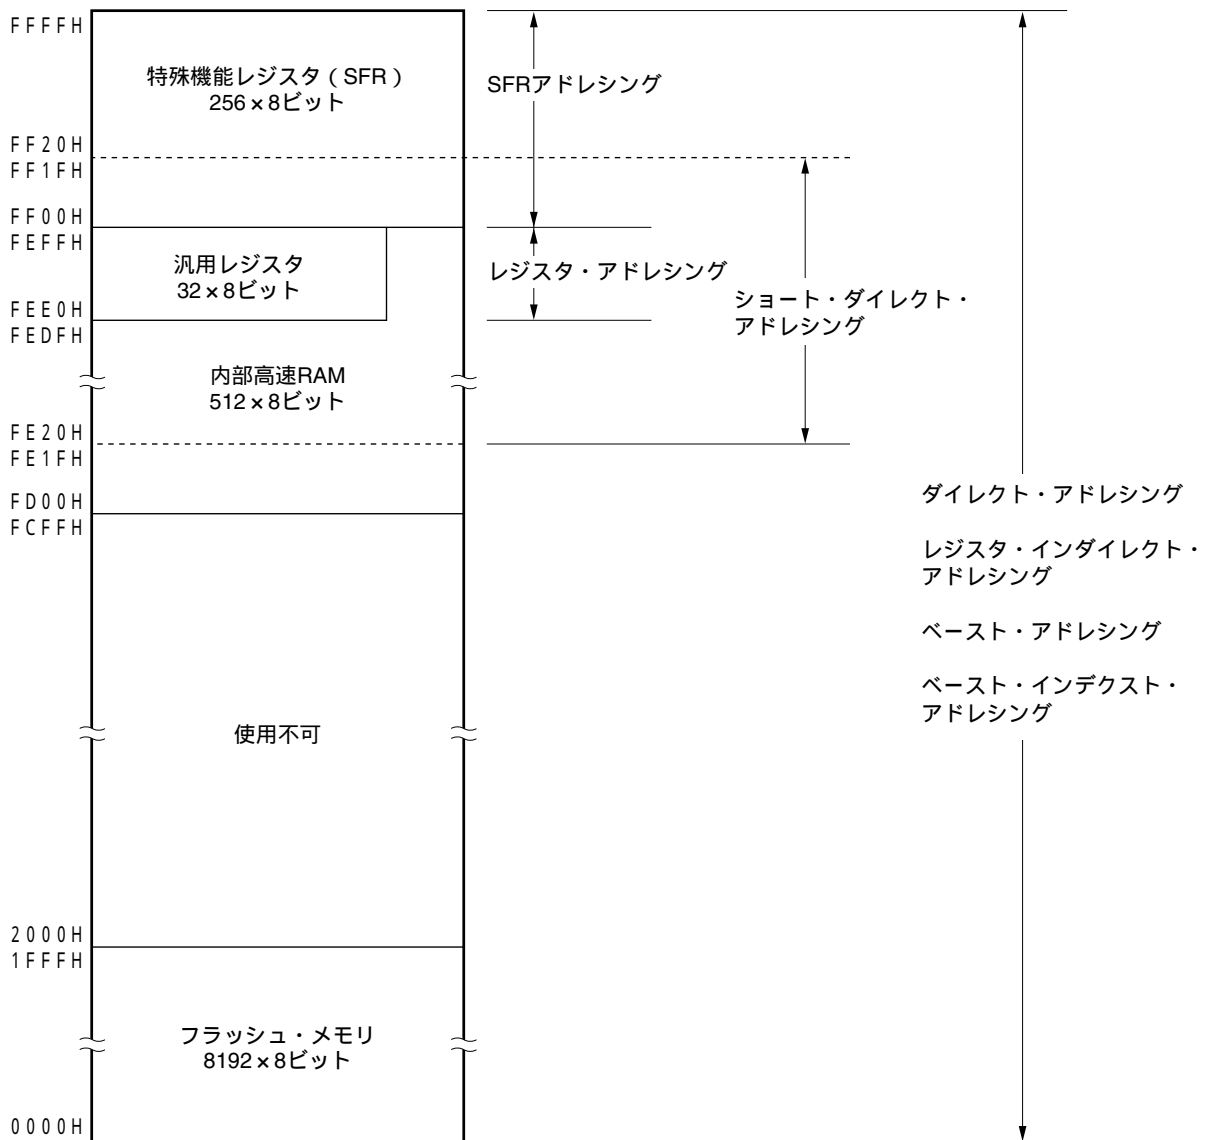 FFFFH
特殊機能レジスタ(SFR)
256×8ビット
SFRアドレシング
FF20H
FF1FH
FF00H
FEFFH
汎用レジスタ
32×8ビット
レジスタ・アドレシング
ショート・ダイレクト・
アドレシング
FEE0H
FEDFH
内部高速RAM
512×8ビット
FE20H
FE1FH
FD00H
FCFFH
ダイレクト・アドレシング
レジスタ・インダイレクト・
アドレシング
ベースト・アドレシング
ベースト・インデクスト・
アドレシング
使用不可
2000H
1FFFH
フラッシュ・メモリ
8192×8ビット
0000H